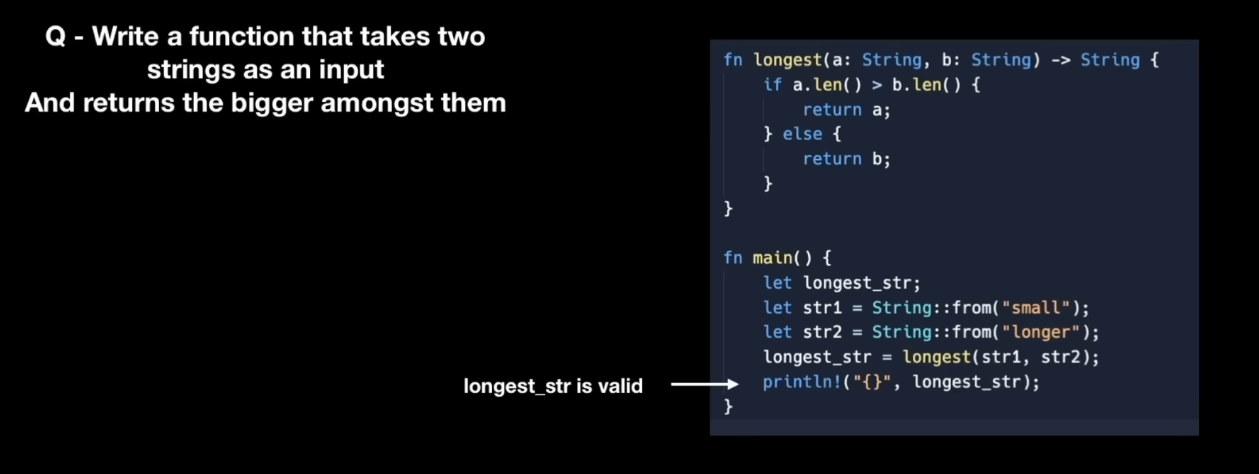 Q - Write a function that takes two
strings as an input
And returns the bigger amongst them
fn longest(a: String, b: String) -> String {
    if a.len() > b.len() {
        return a;
    } else {
        return b;
    }
}

fn main() {
    let longest_str;
    let str1 = String::from("small");
    let str2 = String::from("longer");
    longest_str = longest(str1, str2);
    println!("{}", longest_str);
}
longest_str is valid